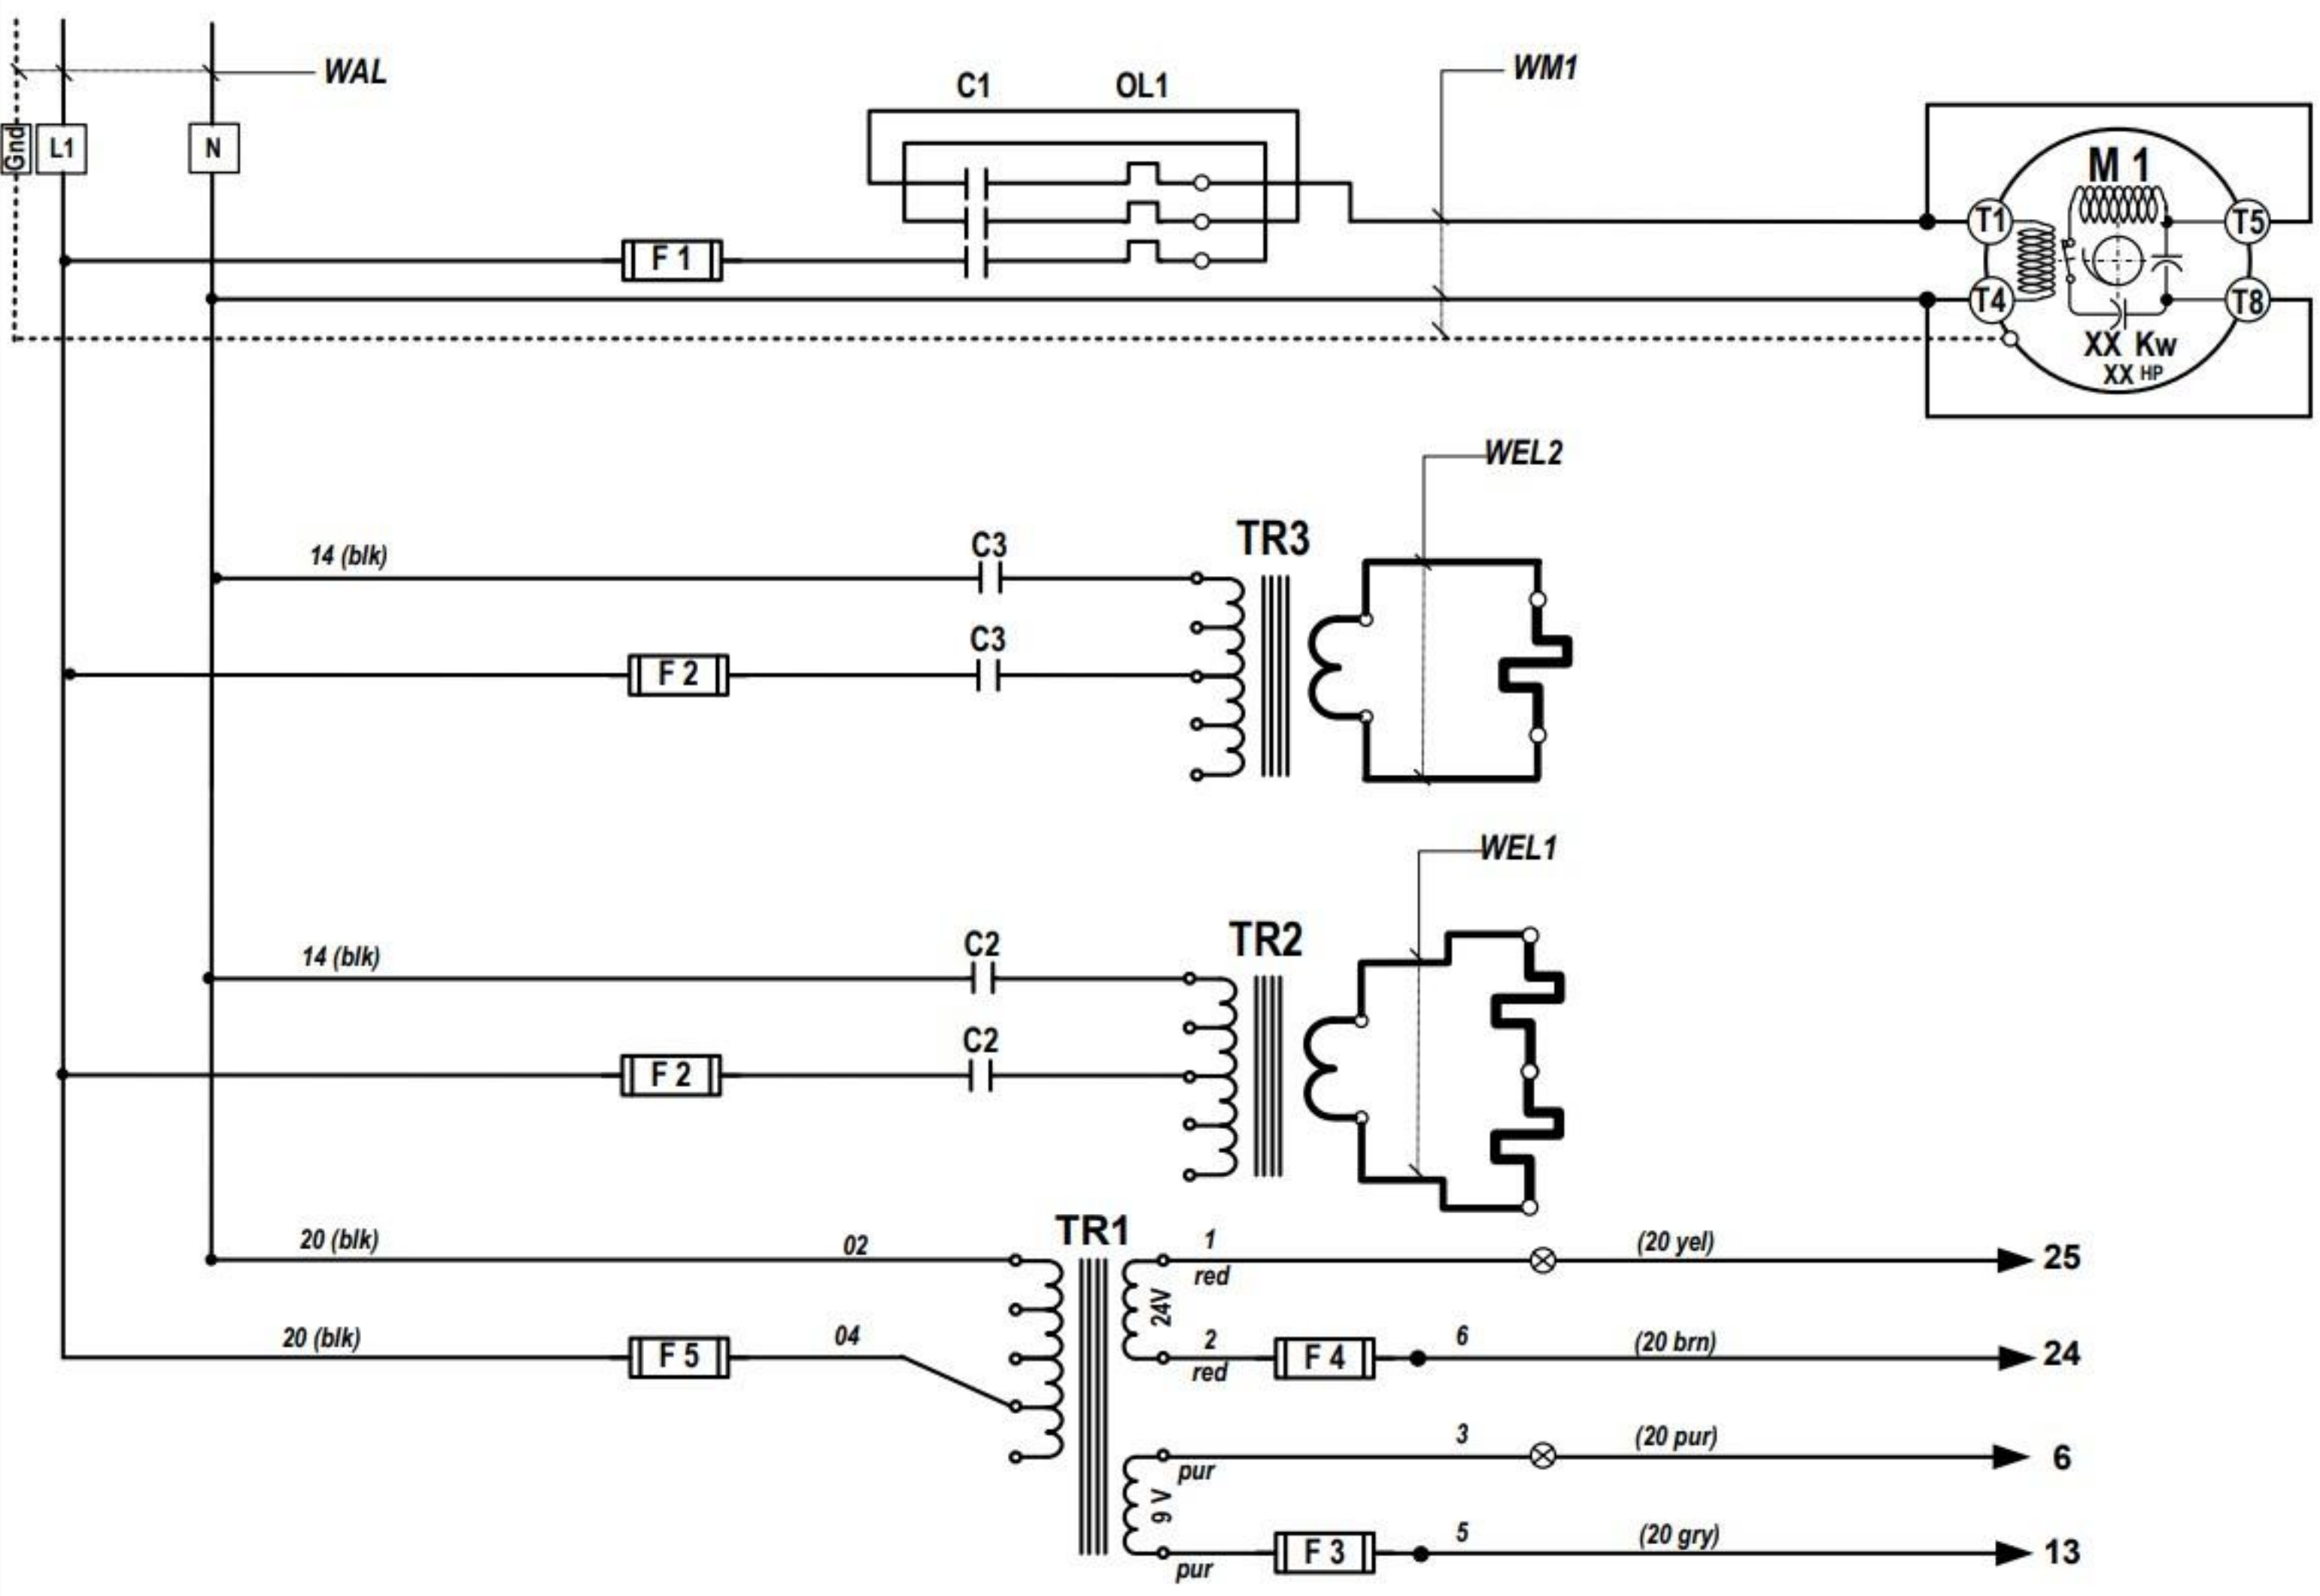 WAL
WM1
C1 OL1
Gnd L1 N
M 1
T1 T5
F 1
T4 T8
XX Kw
XX HP
WEL2
TR3
14 (blk) C3
C3
F 2
WEL1
TR2
14 (blk) C2
C2
F 2
TR1
20 (blk) 02 1 (20 yel) 25
red
24V
20 (blk) F 5 04 2 F 4 6 (20 brn) 24
red
3 (20 pur) 6
pur
9 V
F 3 5 (20 gry) 13
pur